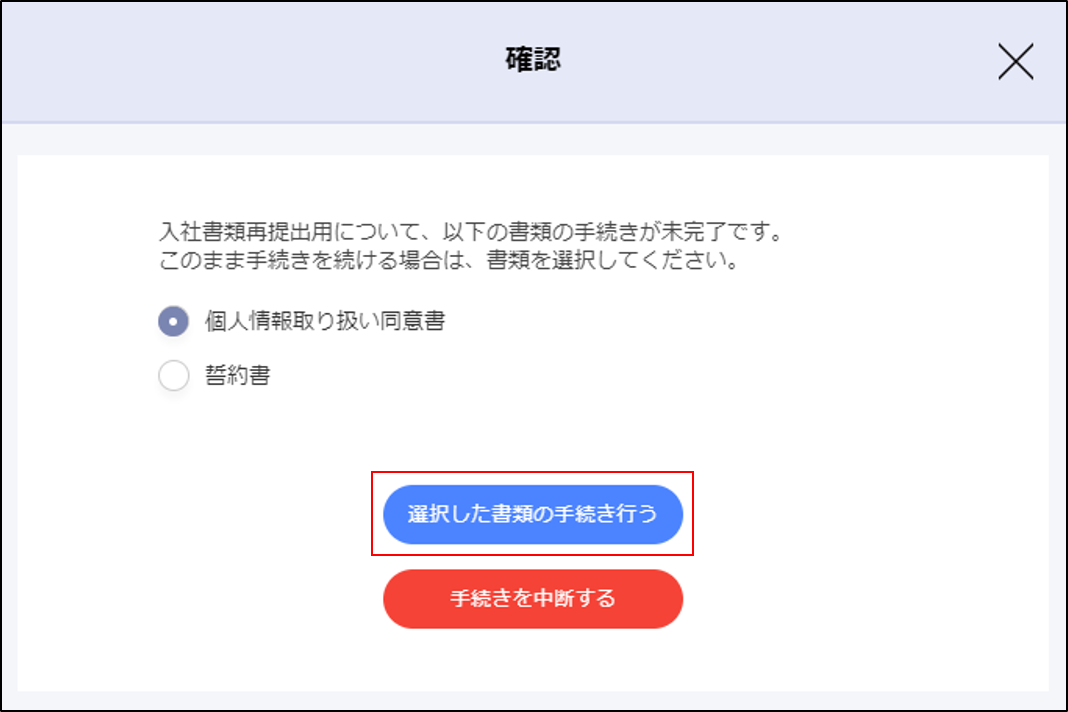 確認
入社書類再提出用について、以下の書類の手続きが未完了です。
このまま手続きを続ける場合は、書類を選択してください。
個人情報取り扱い同意書
誓約書
選択した書類の手続き行う
手続きを中断する